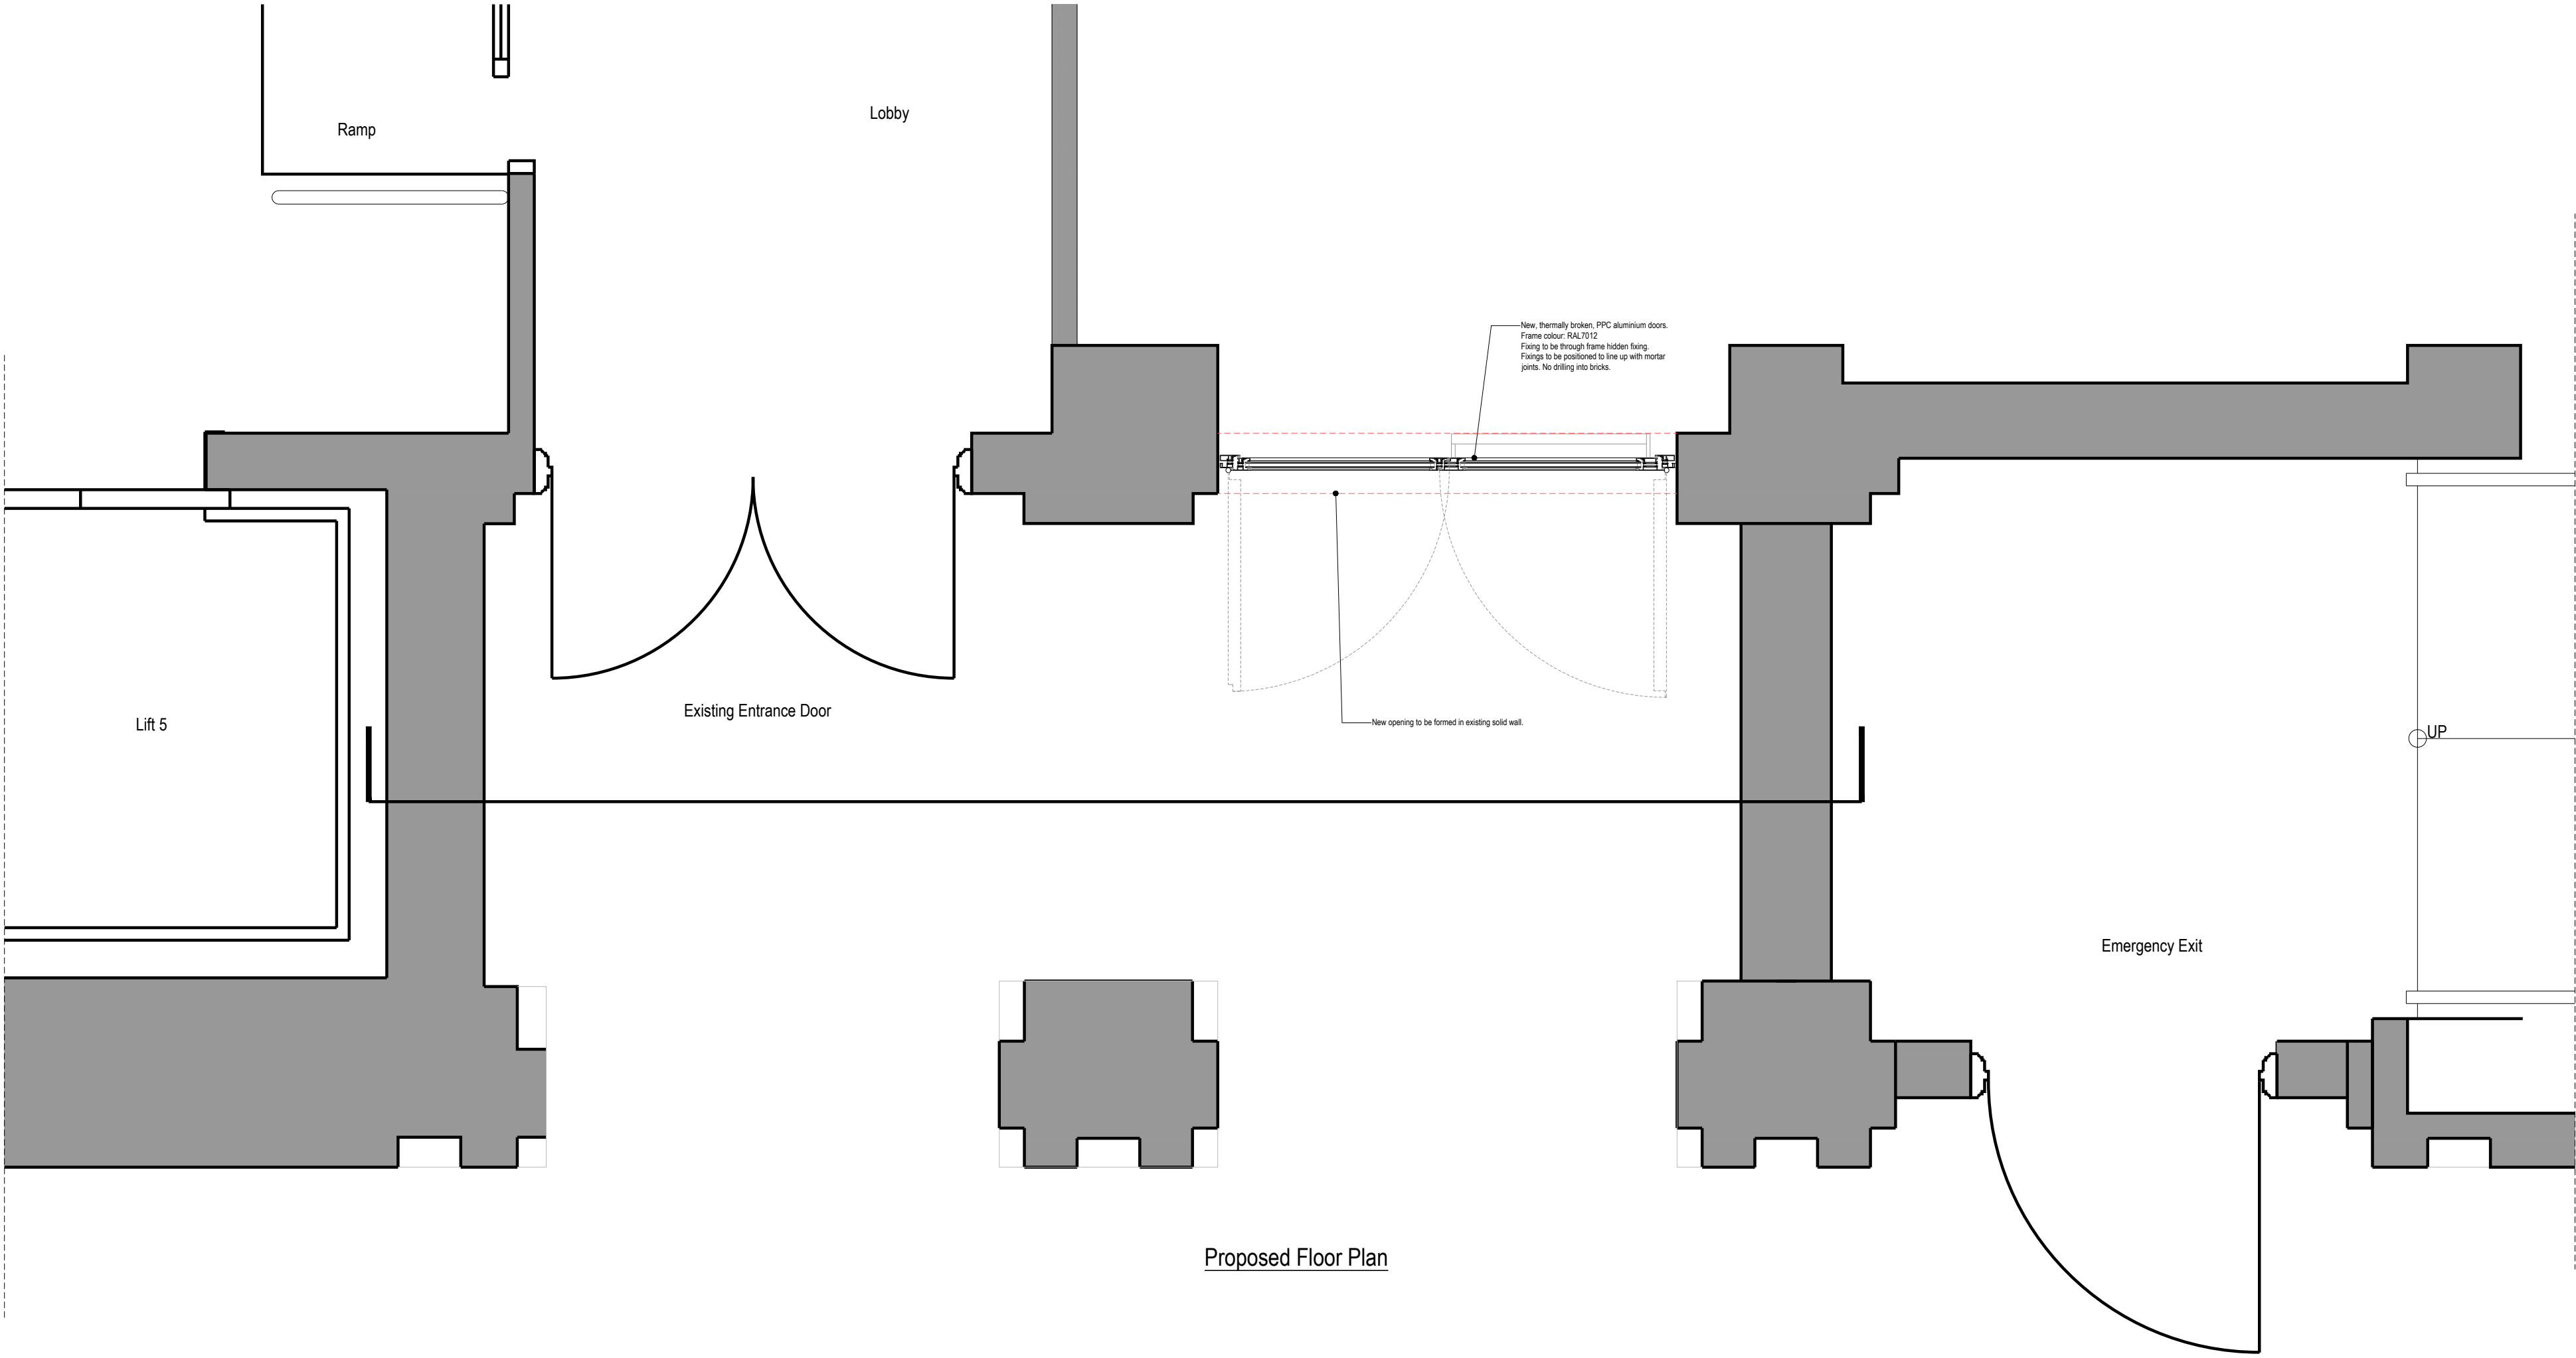 Lobby
Ramp
New, thermally broken, PPC aluminium doors.
Frame colour: RAL7012
Fixing to be through frame hidden fixing.
Fixings to be positioned to line up with mortar
joints. No drilling into bricks.
Existing Entrance Door
Lift 5
New opening to be formed in existing solid wall.
UP
Emergency Exit
Proposed Floor Plan